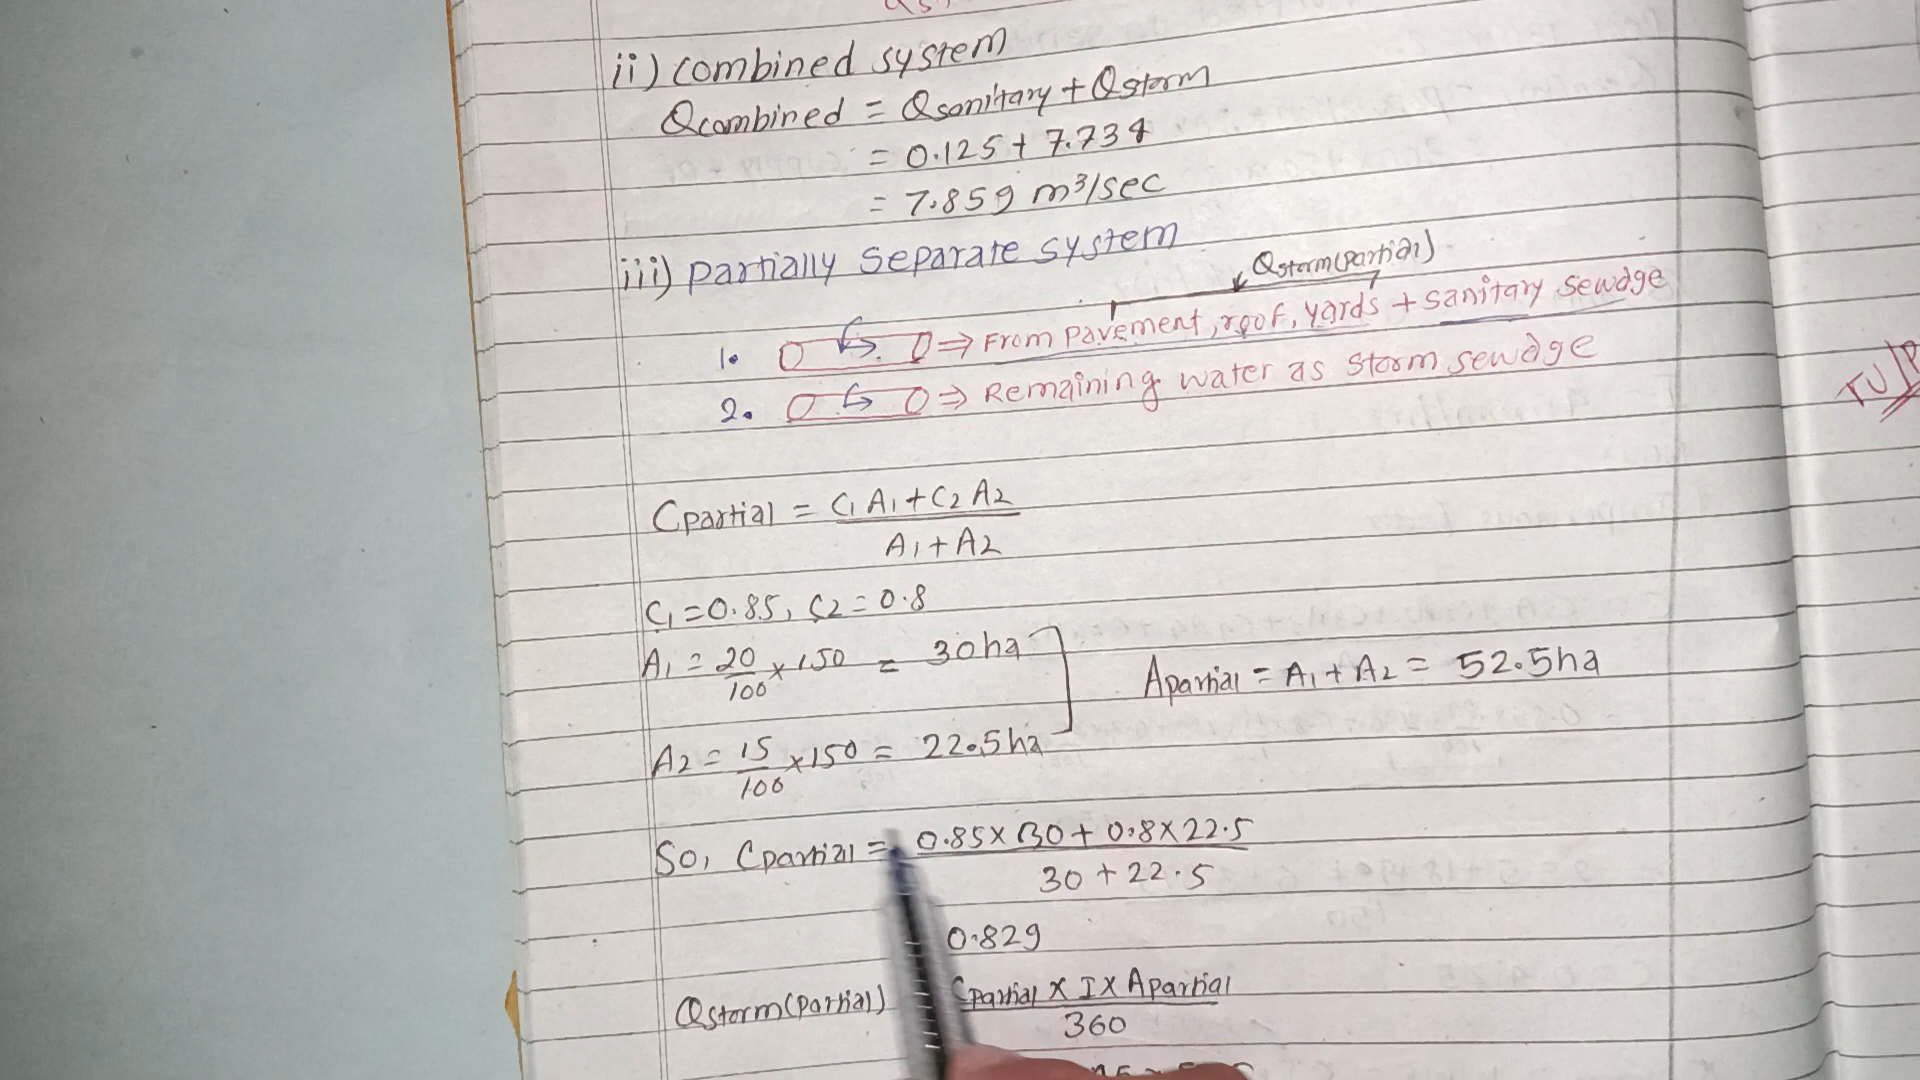 ii) combined system
Qcombined = Qsanitary + Qstorm
= 0.125 + 7.734
= 7.859 m³/sec
iii) Partially Separate system
Qstorm(partial)
1. ⇒ From pavement, roof, yards + sanitary sewage
2. ⇒ Remaining water as storm sewage
Cpartial = C₁A₁ + C₂A₂
A₁ + A₂
C₁ = 0.85, C₂ = 0.8
A₁ = 20/100 × 150 = 30ha
Apartial = A₁ + A₂ = 52.5ha
A₂ = 15/100 × 150 = 22.5ha
So, Cpartial = 0.85 × 30 + 0.8 × 22.5
30 + 22.5
0.829
Qstorm(Partial) Cpartial × I × Apartial
360